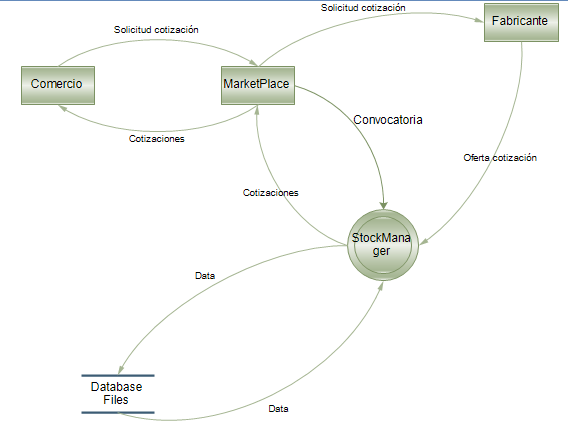 Solicitud cotización
Fabricante
Solicitud cotización
Comercio
MarketPlace
Convocatoria
Cotizaciones
Oferta cotización
Cotizaciones
StockMana
ger
Data
Database
Files
Data